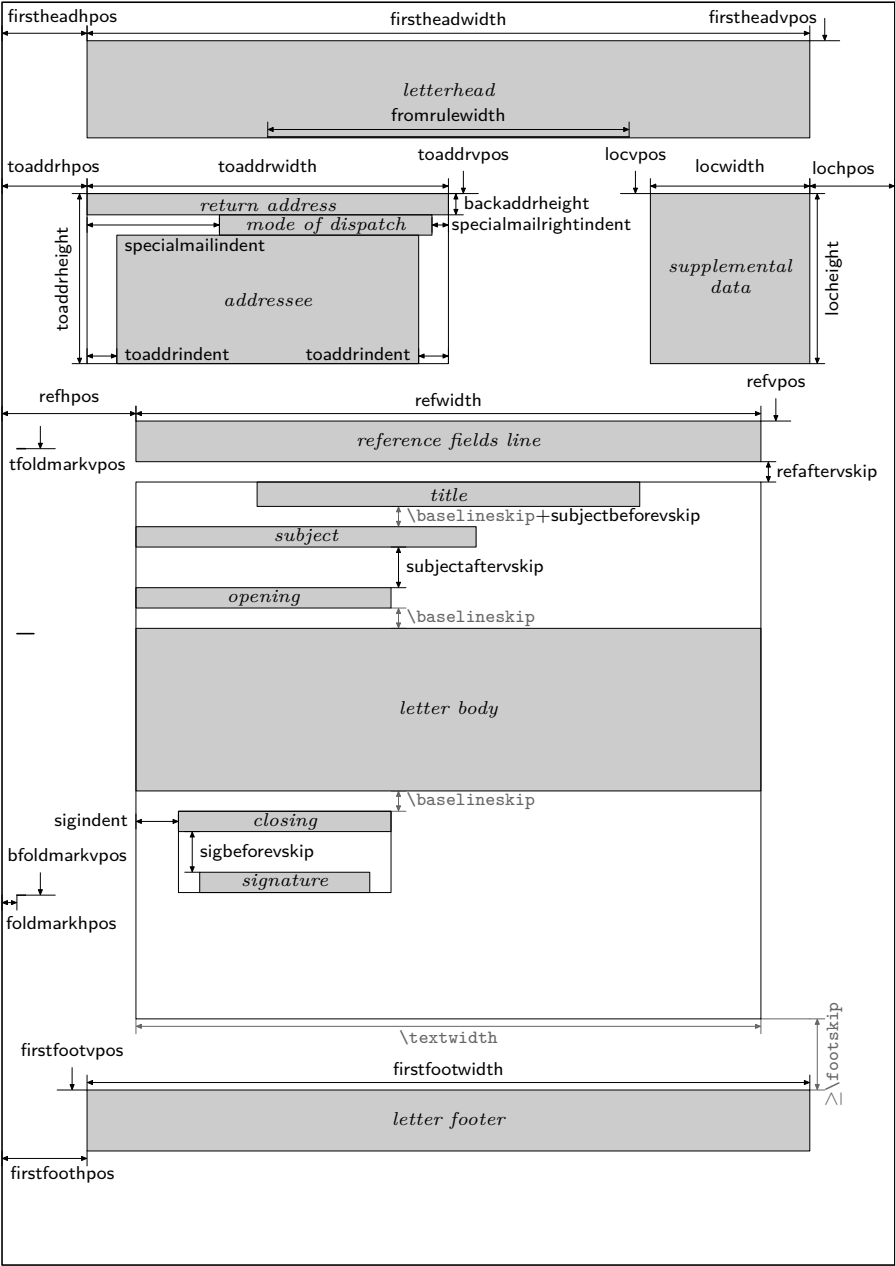 firstheadhpos firstheadwidth firstheadvpos
letterhead
fromrulewidth
toaddrhpos toaddrwidth toaddrvpos locvpos locwidth lochpos
return address backaddrheight
mode of dispatch specialmailrightindent
specialmailindent
toaddrheight
addressee
supplemental
data
locheight
toaddrindent toaddrindent
refvpos
refhpos refwidth
reference fields line
tfoldmarkvpos
refaftervskip
title
\baselineskip+subjectbeforevskip
subject
subjectaftervskip
opening
\baselineskip
letter body
\baselineskip
sigindent closing
bfoldmarkvpos sigbeforevskip
signature
foldmarkhpos
\textwidth
≥\footskip
firstfootvpos
firstfootwidth
letter footer
firstfoothpos